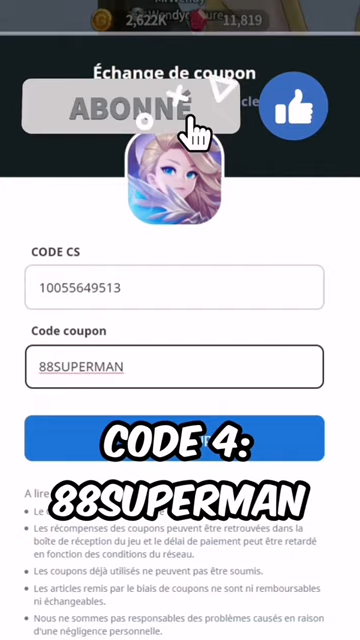 2,622K 11,819
Échange de coupon
ABONNÉ
CODE CS
10055649513
Code coupon
88SUPERMAN
CODE 4:
88SUPERMAN
A lire
Les récompenses des coupons peuvent être retrouvées dans la
boîte de réception du jeu et le délai de paiement peut être retardé
en fonction des conditions du réseau.
Les coupons déjà utilisés ne peuvent pas être soumis.
Les articles remis par le biais de coupons ne sont ni remboursables
ni échangeables.
Nous ne sommes pas responsables des problèmes causés en raison
d'une négligence personnelle.